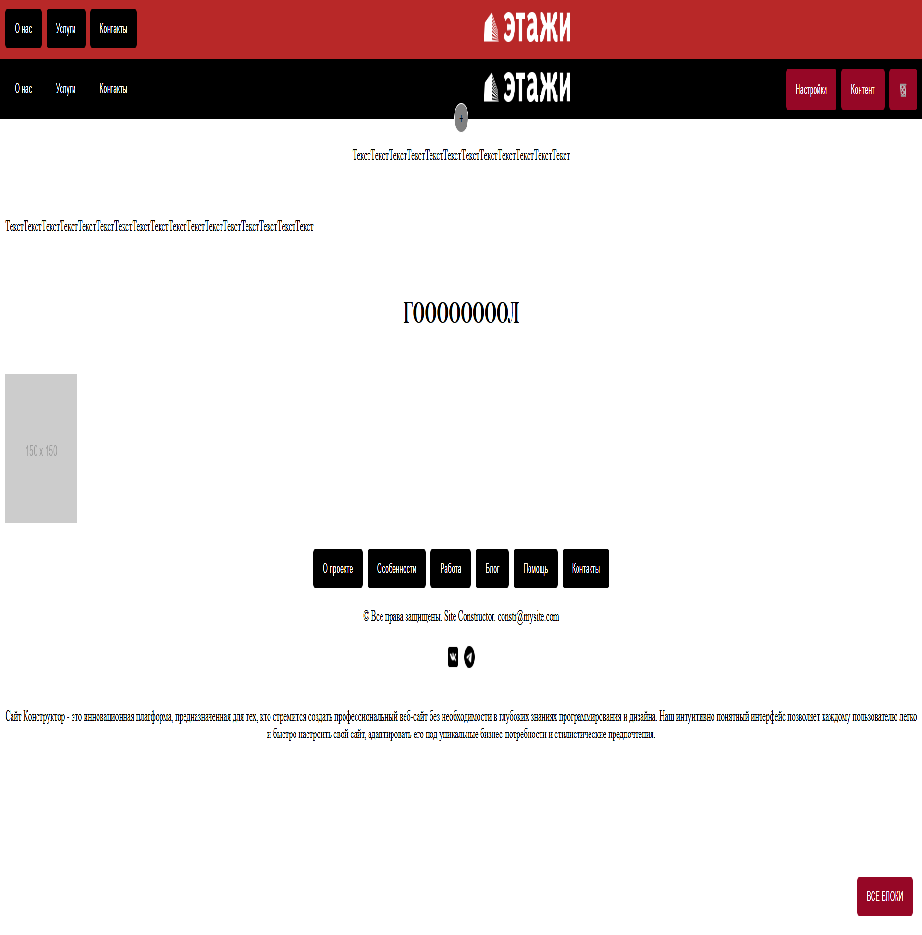 О нас Услуги Контакты ЭТАЖИ
О нас Услуги Контакты ЭТАЖИ Настройки Контент
+
ТекстТекстТекстТекстТекстТекстТекстТекстТекстТекстТекстТекст
ТекстТекстТекстТекстТекстТекстТекстТекстТекстТекстТекстТекстТекстТекстТекстТекстТекст
ГОООООООOЛ
150 x 150
О проекте Особенности Работа Блог Помощь Контакты
© Все права защищены. Site Constructor. constr@mysite.com
Сайт Конструктор - это инновационная платформа, предназначенная для тех, кто стремится создать профессиональный веб-сайт без необходимости в глубоких знаниях программирования и дизайна. Наш интуитивно понятный интерфейс позволяет каждому пользователю легко
и быстро настроить свой сайт, адаптировать его под уникальные бизнес-потребности и стилистические предпочтения.
ВСЕ БЛОКИ